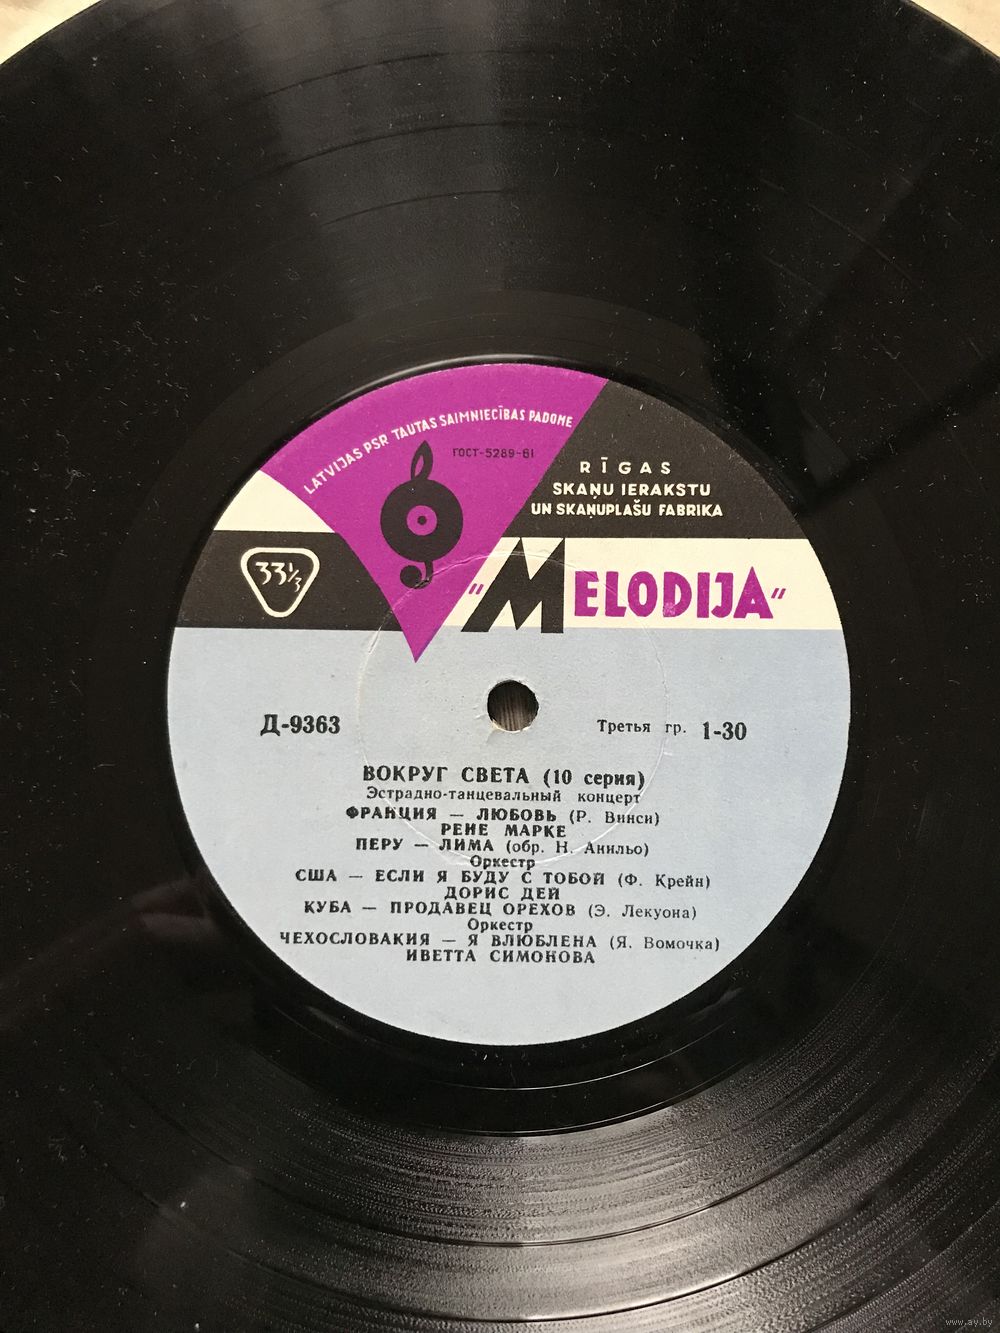 LATVIJAS PSR TAUTAS SAIMNIECĪBAS PADOME
ГОСТ-5289-61
RĪGAS
SKAŅU IERAKSTU
UN SKAŅUPLAŠU FABRIKA
33⅓
"MELODIJA"
Д-9363
Третья гр. 1-30
ВОКРУГ СВЕТА (10 серия)
Эстрадно-танцевальный концерт
ФРАНЦИЯ — ЛЮБОВЬ (Р. Винси)
РЕНЕ МАРКЕ
ПЕРУ — ЛИМА (обр. Н. Анильо)
Оркестр
США — ЕСЛИ Я БУДУ С ТОБОЙ (Ф. Крейн)
ДОРИС ДЕЙ
КУБА — ПРОДАВЕЦ ОРЕХОВ (Э. Лекуона)
Оркестр
ЧЕХОСЛОВАКИЯ — Я ВЛЮБЛЕНА (Я. Вомочка)
ИВЕТТА СИМОНОВА
www.ay.by